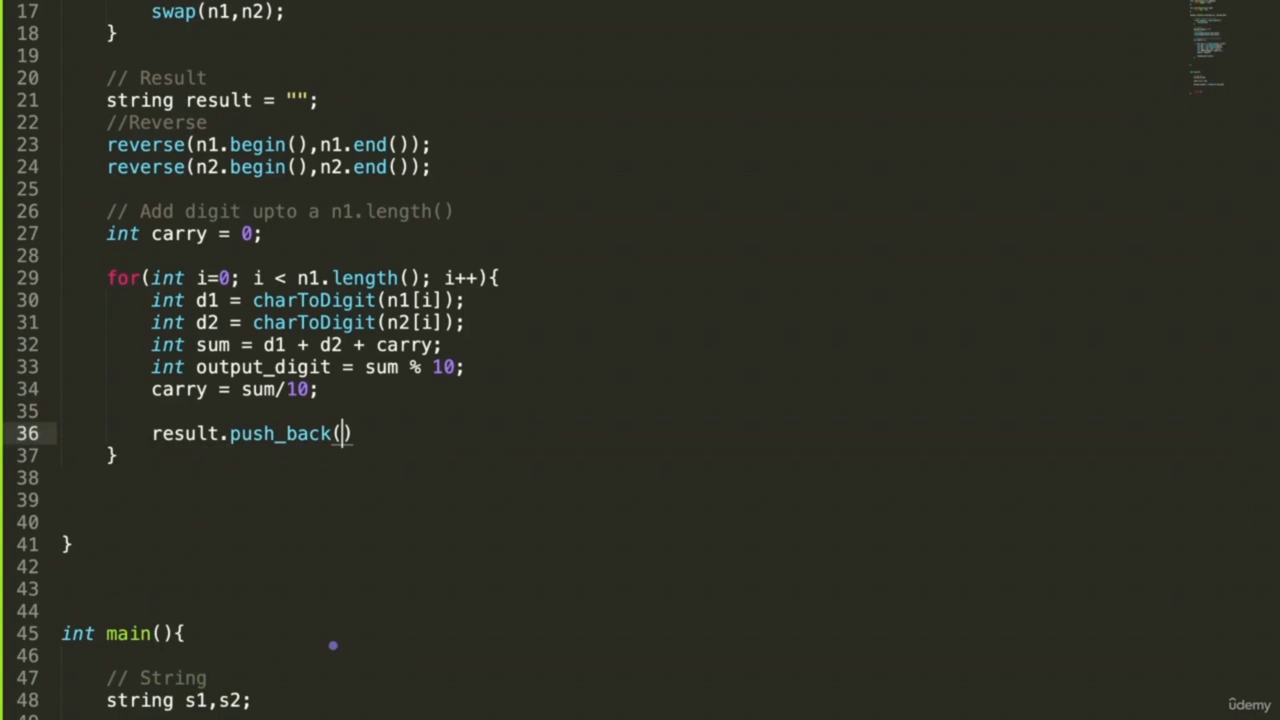 17 swap(n1,n2);
18 }
19
20 // Result
21 string result = "";
22 //Reverse
23 reverse(n1.begin(),n1.end());
24 reverse(n2.begin(),n2.end());
25
26 // Add digit upto a n1.length()
27 int carry = 0;
28
29 for(int i=0; i < n1.length(); i++){
30 int d1 = charToDigit(n1[i]);
31 int d2 = charToDigit(n2[i]);
32 int sum = d1 + d2 + carry;
33 int output_digit = sum % 10;
34 carry = sum/10;
35
36 result.push_back()
37 }
38
39
40
41 }
42
43
44
45 int main(){
46
47 // String
48 string s1,s2;
ûdemy